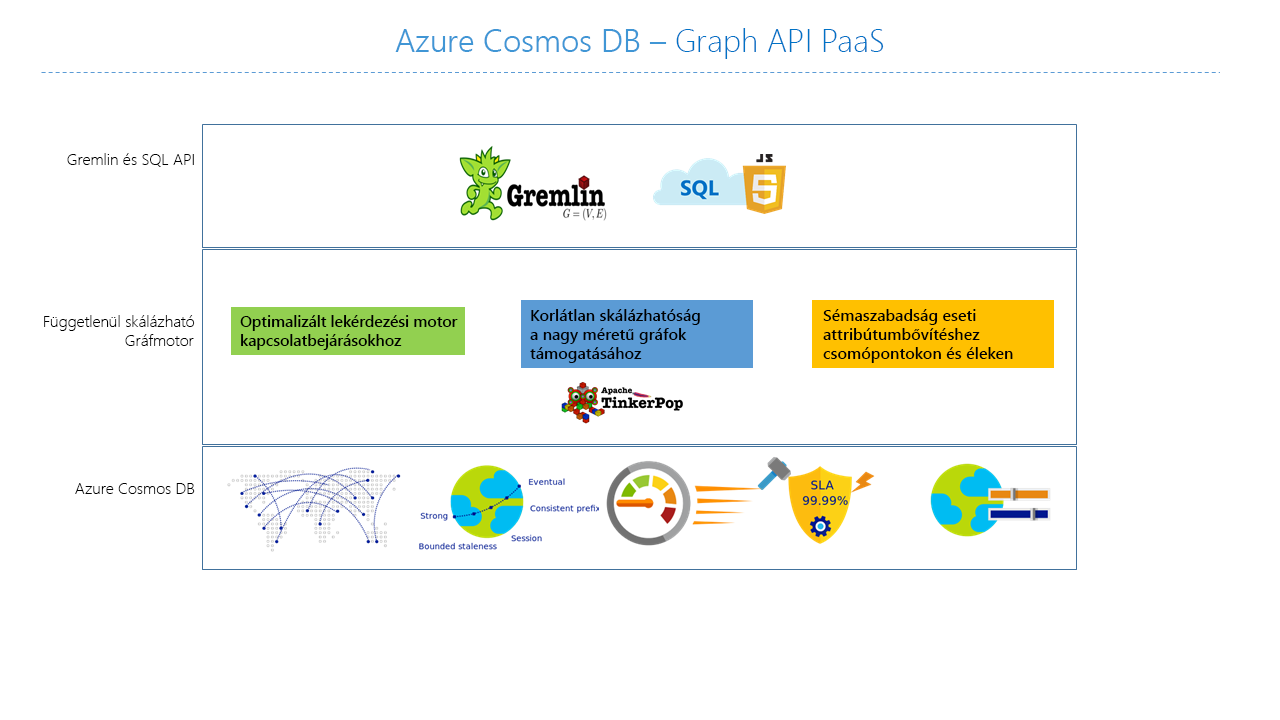 Azure Cosmos DB – Graph API PaaS
Gremlin és SQL API
Gremlin
G = (V, E)
SQL
JS
5
Függetlenül skálázható
Gráfmotor
Optimalizált lekérdezési motor
kapcsolatbejárásokhoz
Korlátlan skálázhatóság
a nagy méretű gráfok
támogatásához
Sémaszabadság eseti
attribútumbővítéshez
csomópontokon és éleken
Apache
TinkerPop
Azure Cosmos DB
Eventual
Consistent prefix
Strong
Session
Bounded staleness
SLA
99.99%